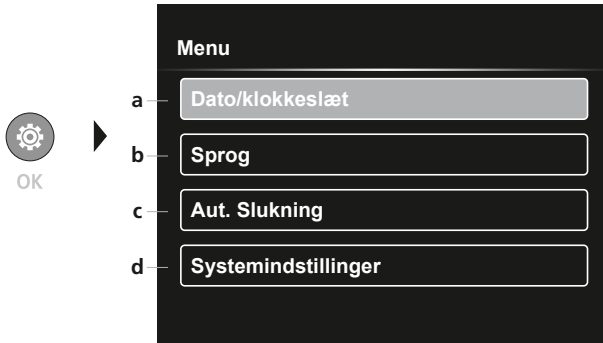 Menu
a Dato/klokkeslæt
b Sprog
OK
c Aut. Slukning
d Systemindstillinger